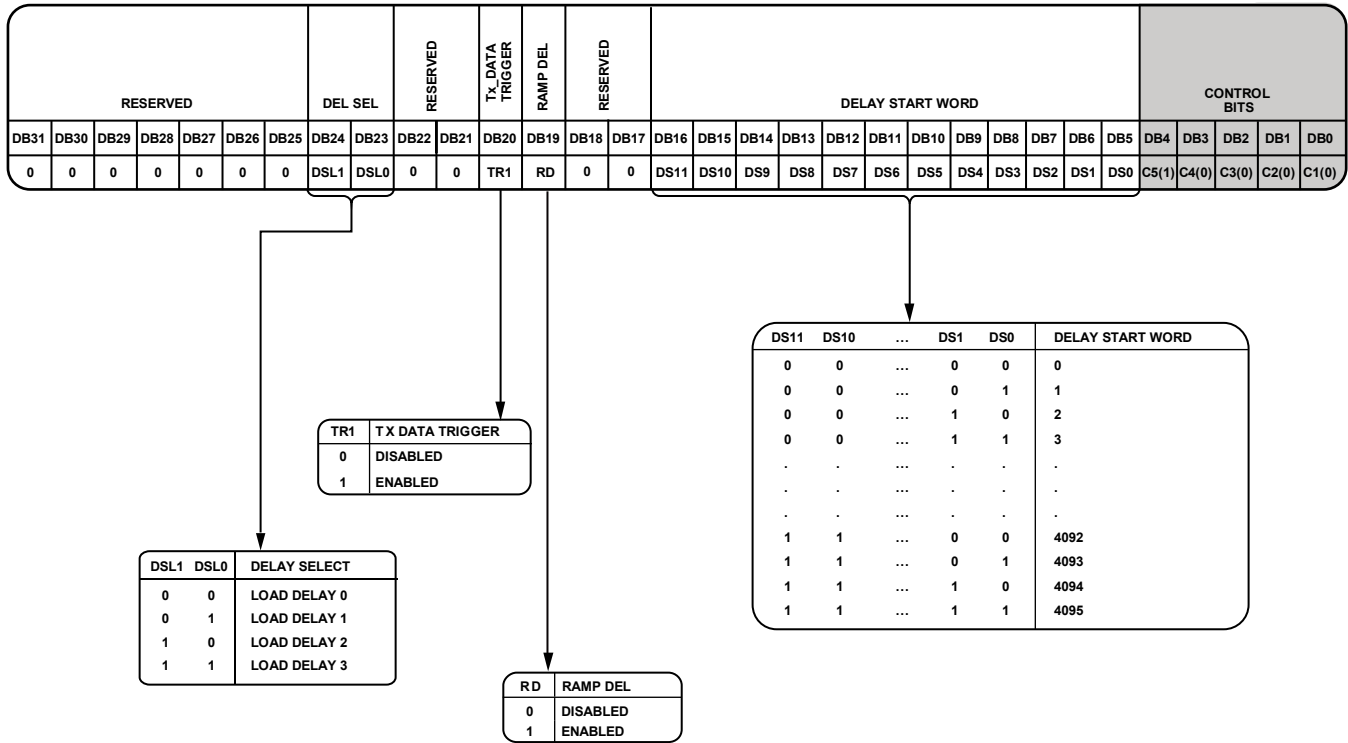 RESERVED DEL SEL RESERVED Tx_DATA TRIGGER RAMP DEL RESERVED DELAY START WORD CONTROL BITS
DB31 DB30 DB29 DB28 DB27 DB26 DB25 DB24 DB23 DB22 DB21 DB20 DB19 DB18 DB17 DB16 DB15 DB14 DB13 DB12 DB11 DB10 DB9 DB8 DB7 DB6 DB5 DB4 DB3 DB2 DB1 DB0
0 0 0 0 0 0 0 DSL1 DSL0 0 0 TR1 RD 0 0 DS11 DS10 DS9 DS8 DS7 DS6 DS5 DS4 DS3 DS2 DS1 DS0 C5(1) C4(0) C3(0) C2(0) C1(0)
DS11 DS10 ... DS1 DS0 DELAY START WORD
0 0 ... 0 0 0
0 0 ... 0 1 1
0 0 ... 1 0 2
0 0 ... 1 1 3
. . ... . . .
. . ... . . .
. . ... . . .
1 1 ... 0 0 4092
1 1 ... 0 1 4093
1 1 ... 1 0 4094
1 1 ... 1 1 4095
TR1 TX DATA TRIGGER
0 DISABLED
1 ENABLED
DSL1 DSL0 DELAY SELECT
0 0 LOAD DELAY 0
0 1 LOAD DELAY 1
1 0 LOAD DELAY 2
1 1 LOAD DELAY 3
RD RAMP DEL
0 DISABLED
1 ENABLED